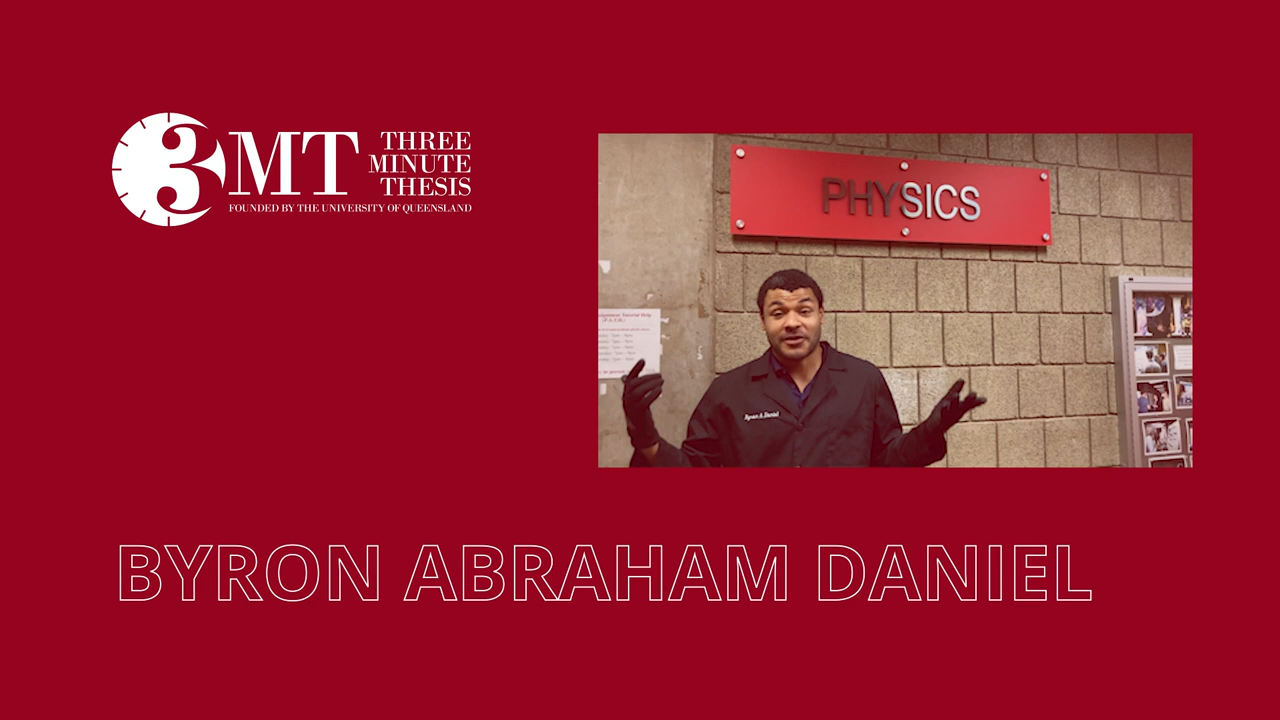 3MT
THREE
MINUTE
THESIS
FOUNDED BY THE UNIVERSITY OF QUEENSLAND
PHYSICS
Byron A. Daniel
BYRON ABRAHAM DANIEL